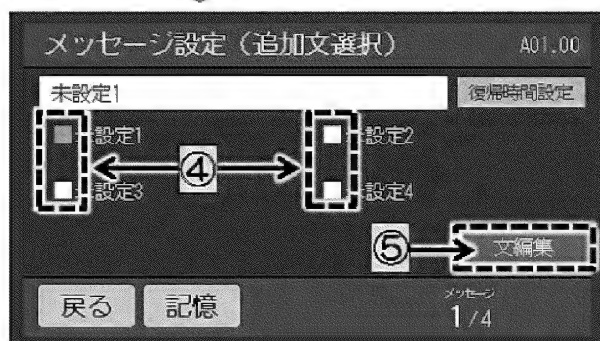 メッセージ設定（追加文選択） A01.00
未設定1 復帰時間設定
設定1 設定2
④
設定3 設定4
⑤ 文編集
戻る 記憶 メッセージ
1/4